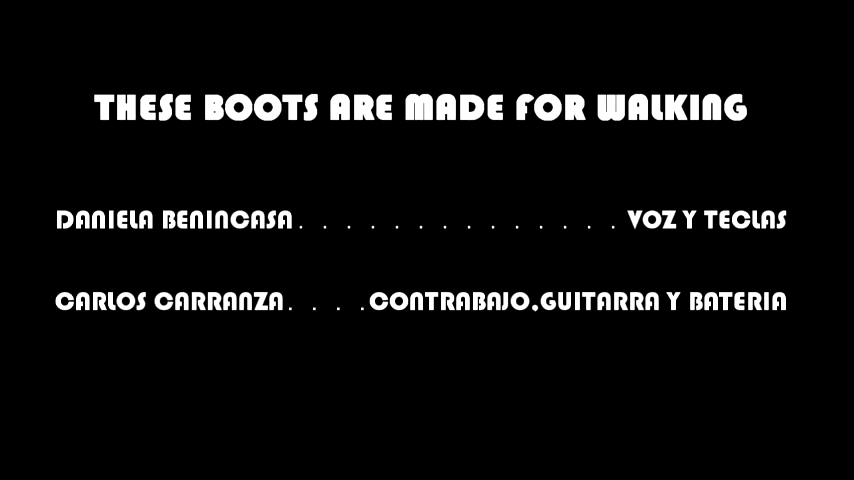 THESE BOOTS ARE MADE FOR WALKING
DANIELA BENINCASA. . . . . . . . . . . . . . VOZ Y TECLAS
CARLOS CARRANZA. . . .CONTRABAJO,GUITARRA Y BATERIA